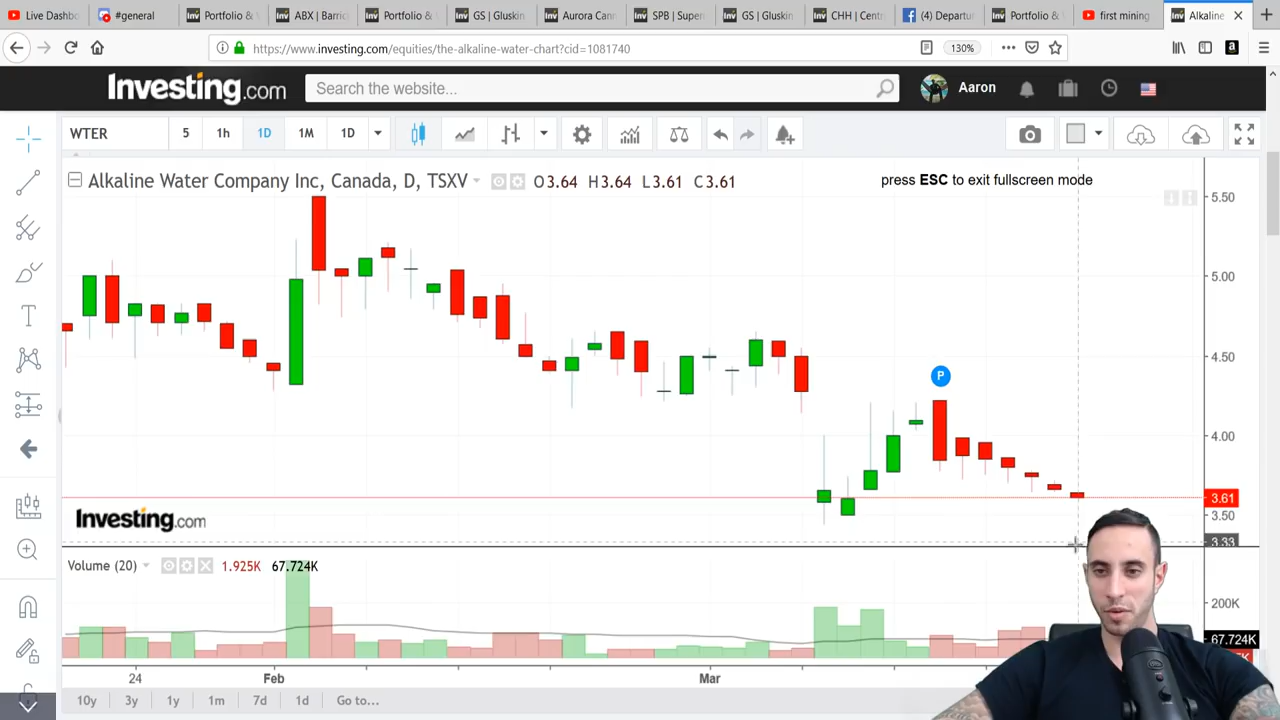 Live Dashb
#general
Portfolio &
ABX | Barric
Portfolio &
GS | Gluskin
Aurora Cann
SPB | Super
GS | Gluskin
CHH | Centr
(4) Departur
Portfolio &
first mining
Alkaline
https://www.investing.com/equities/the-alkaline-water-chart?cid=1081740
130%
Investing.com
Search the website...
Aaron
WTER
5
1h
1D
1M
1D
Alkaline Water Company Inc, Canada, D, TSXV
O3.64 H3.64 L3.61 C3.61
press ESC to exit fullscreen mode
5.50
5.00
4.50
P
4.00
3.61
3.50
3.33
Investing.com
Volume (20)
1.925K
67.724K
200K
67.724K
24
Feb
Mar
10y
3y
1y
1m
7d
1d
Go to...